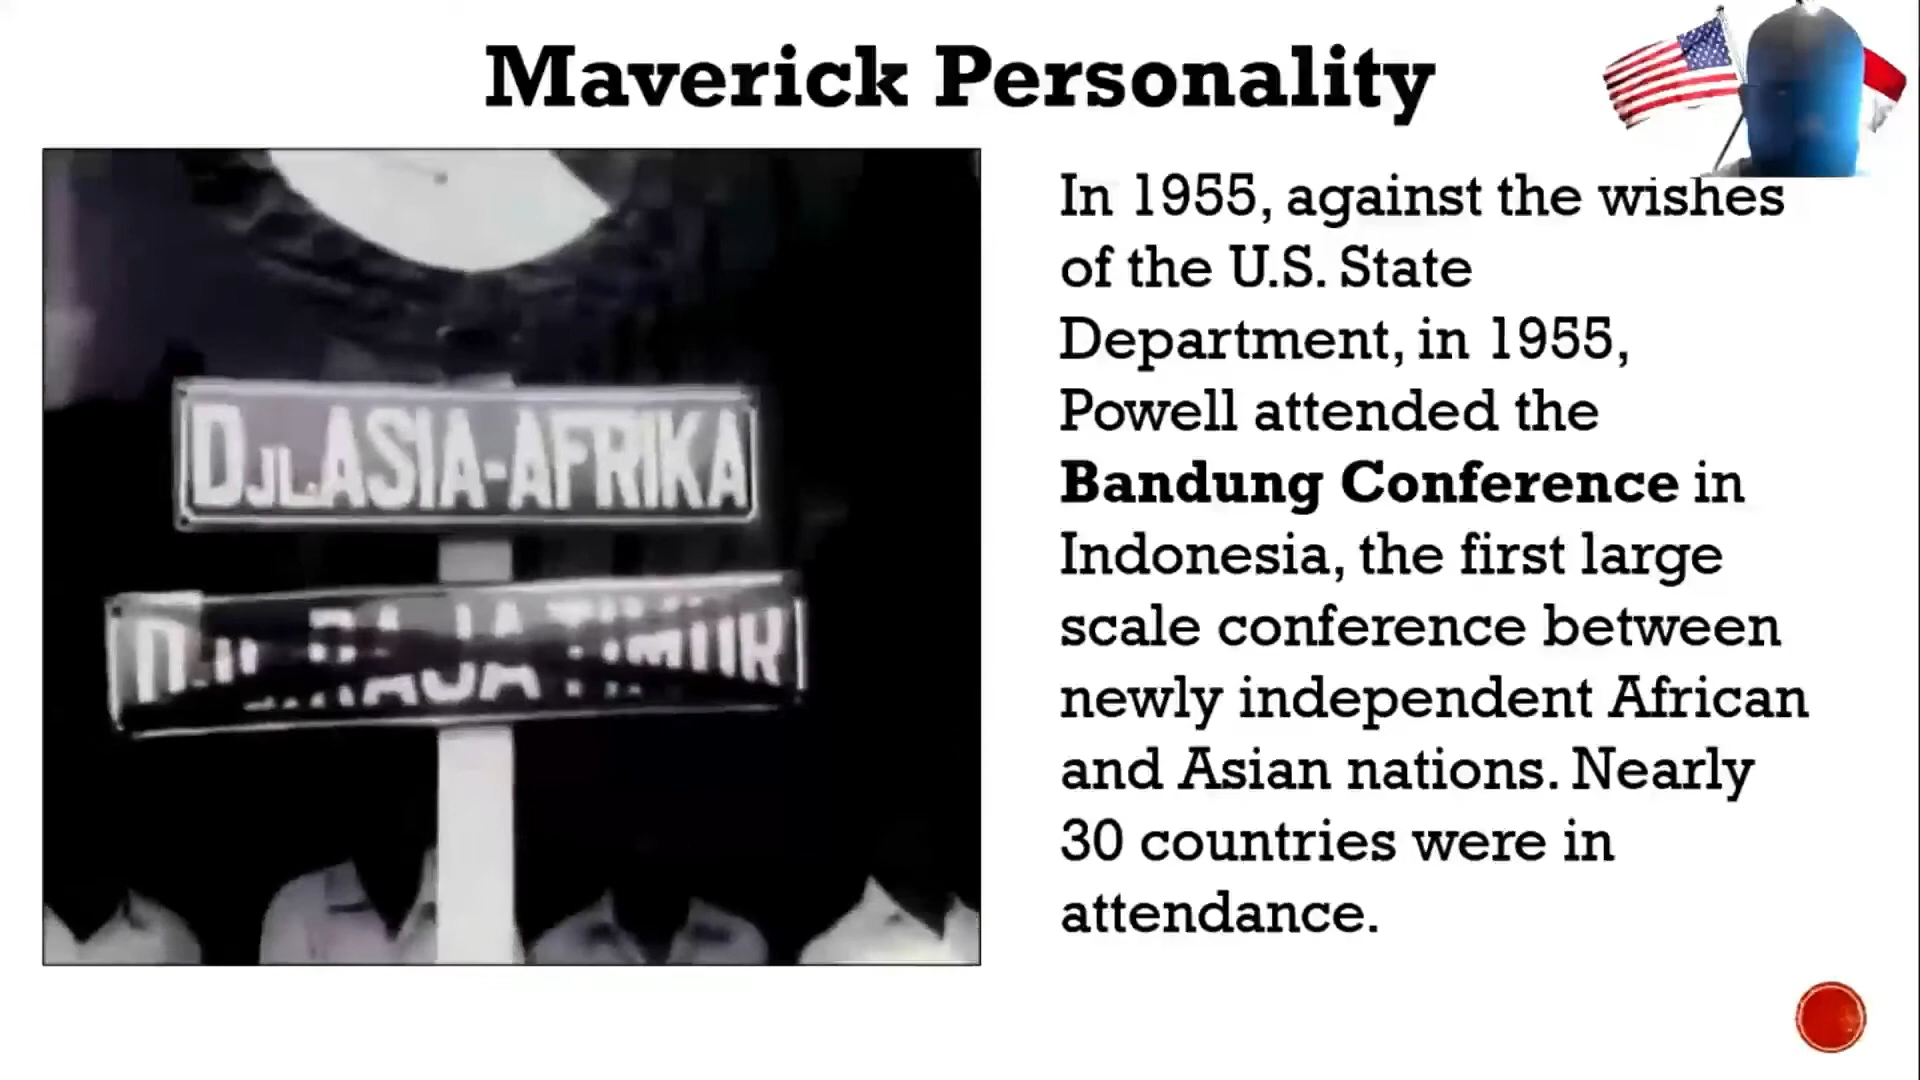 Maverick Personality
In 1955, against the wishes
of the U.S. State
Department, in 1955,
Powell attended the
Bandung Conference in
Indonesia, the first large
scale conference between
newly independent African
and Asian nations. Nearly
30 countries were in
attendance.
DJL.ASIA-AFRIKA
TIMUR